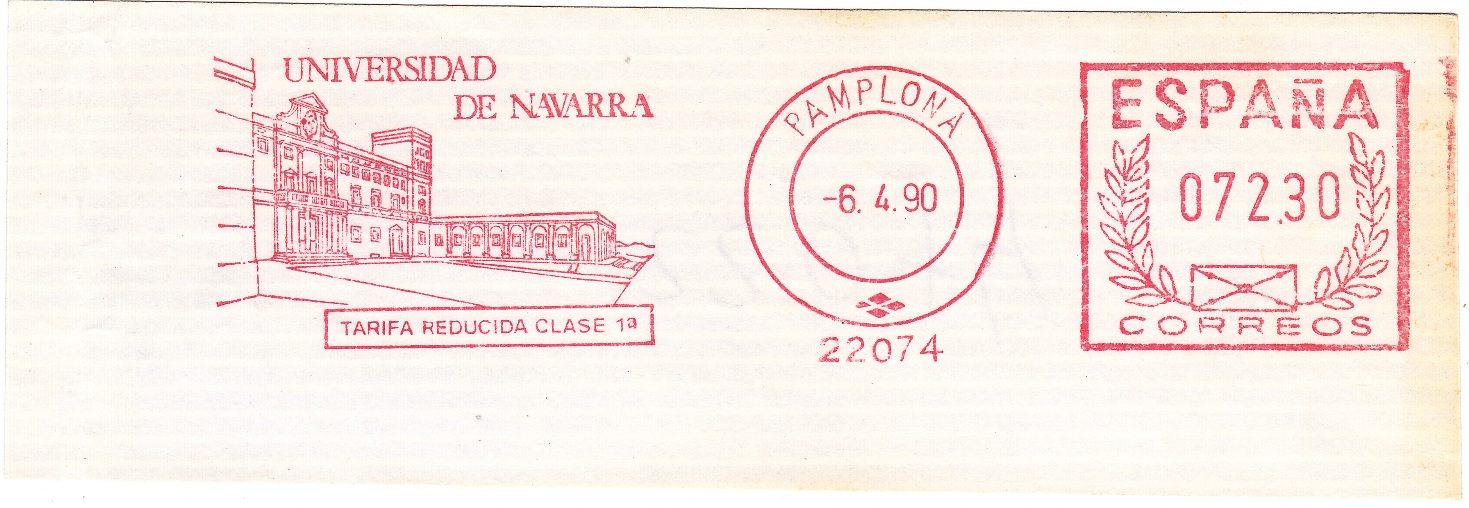 UNIVERSIDAD
DE NAVARRA
TARIFA REDUCIDA CLASE 1ª
PAMPLONA
-6. 4.90
22074
ESPAÑA
072.30
CORREOS